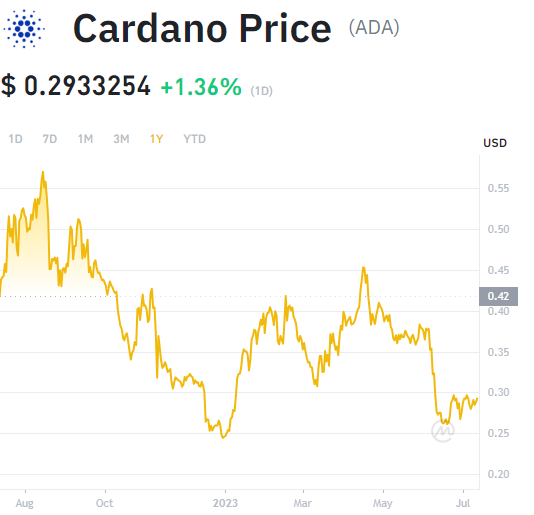 Cardano Price (ADA)
$ 0.2933254 +1.36% (1D)
1D 7D 1M 3M 1Y YTD
USD
0.55
0.50
0.45
0.42
0.40
0.35
0.30
0.25
0.20
Aug Oct 2023 Mar May Jul